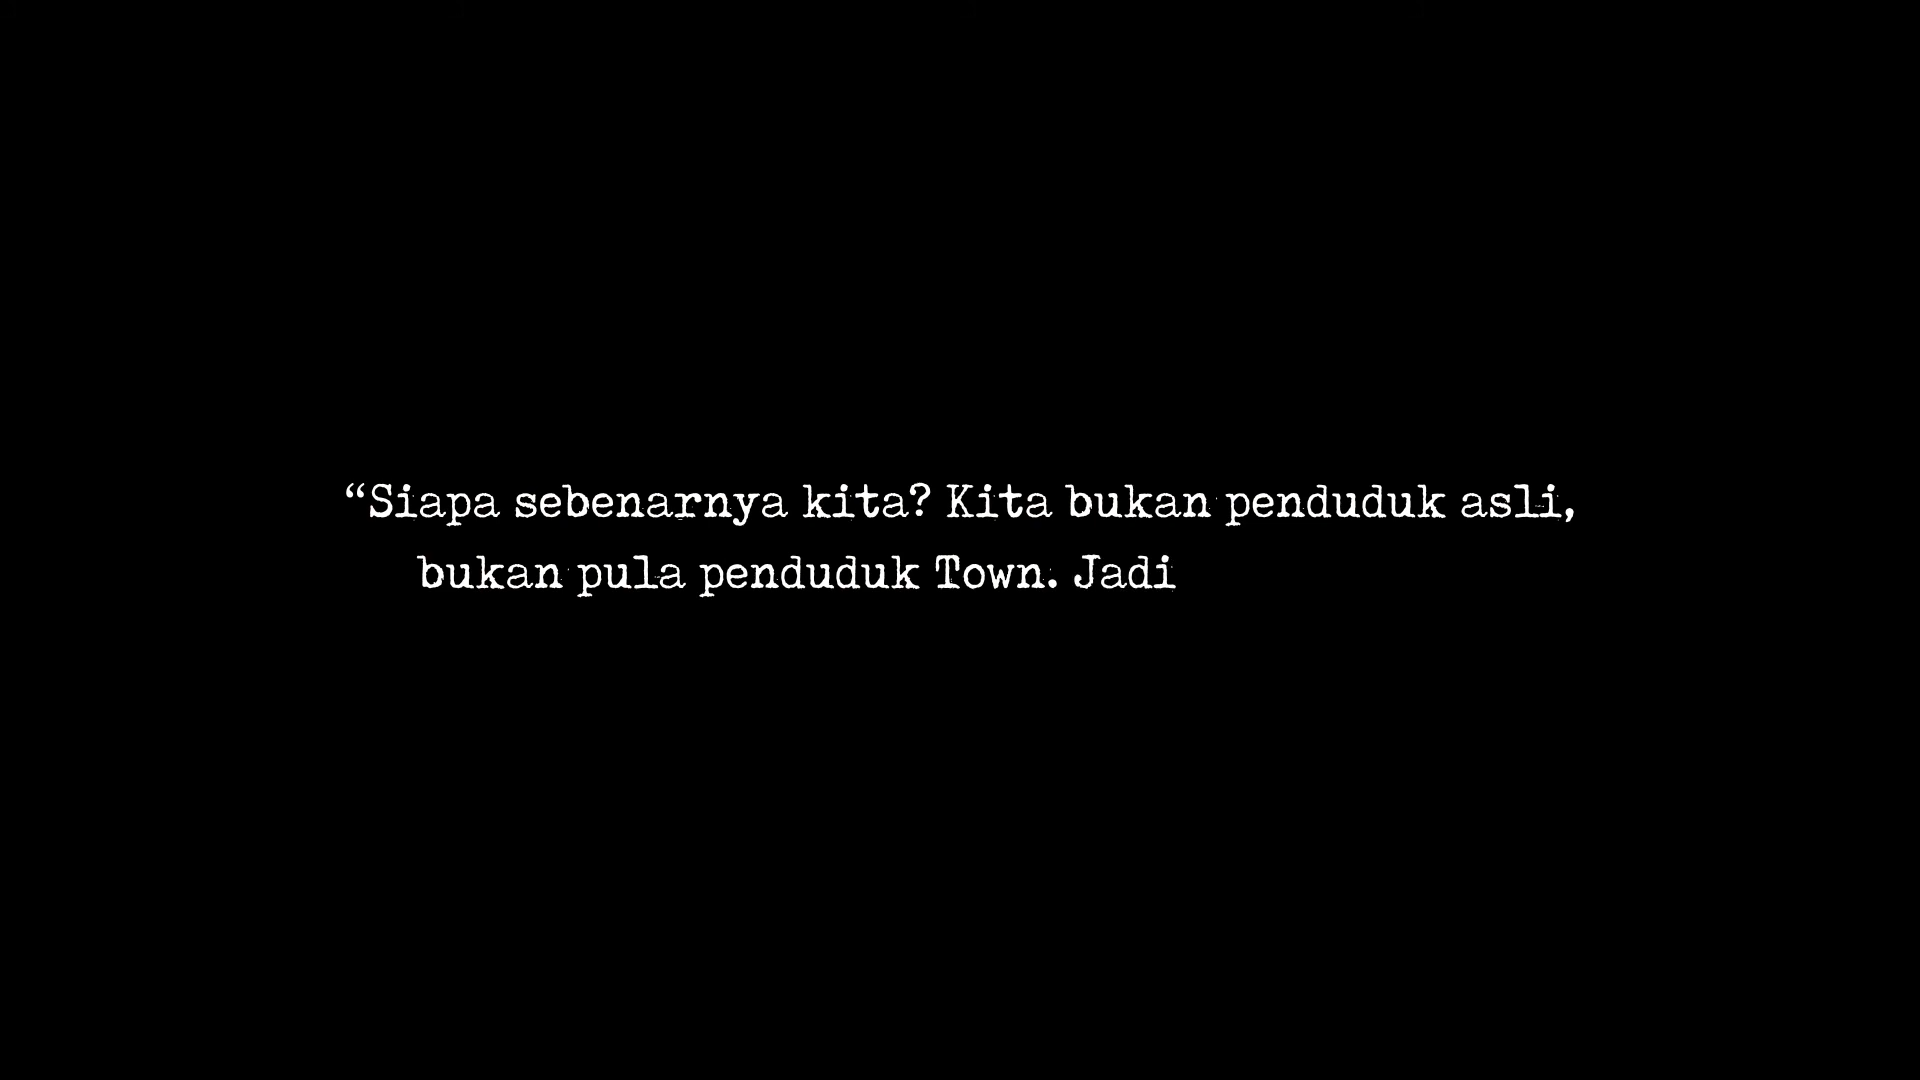 “Siapa sebenarnya kita? Kita bukan penduduk asli,
bukan pula penduduk Town. Jadi